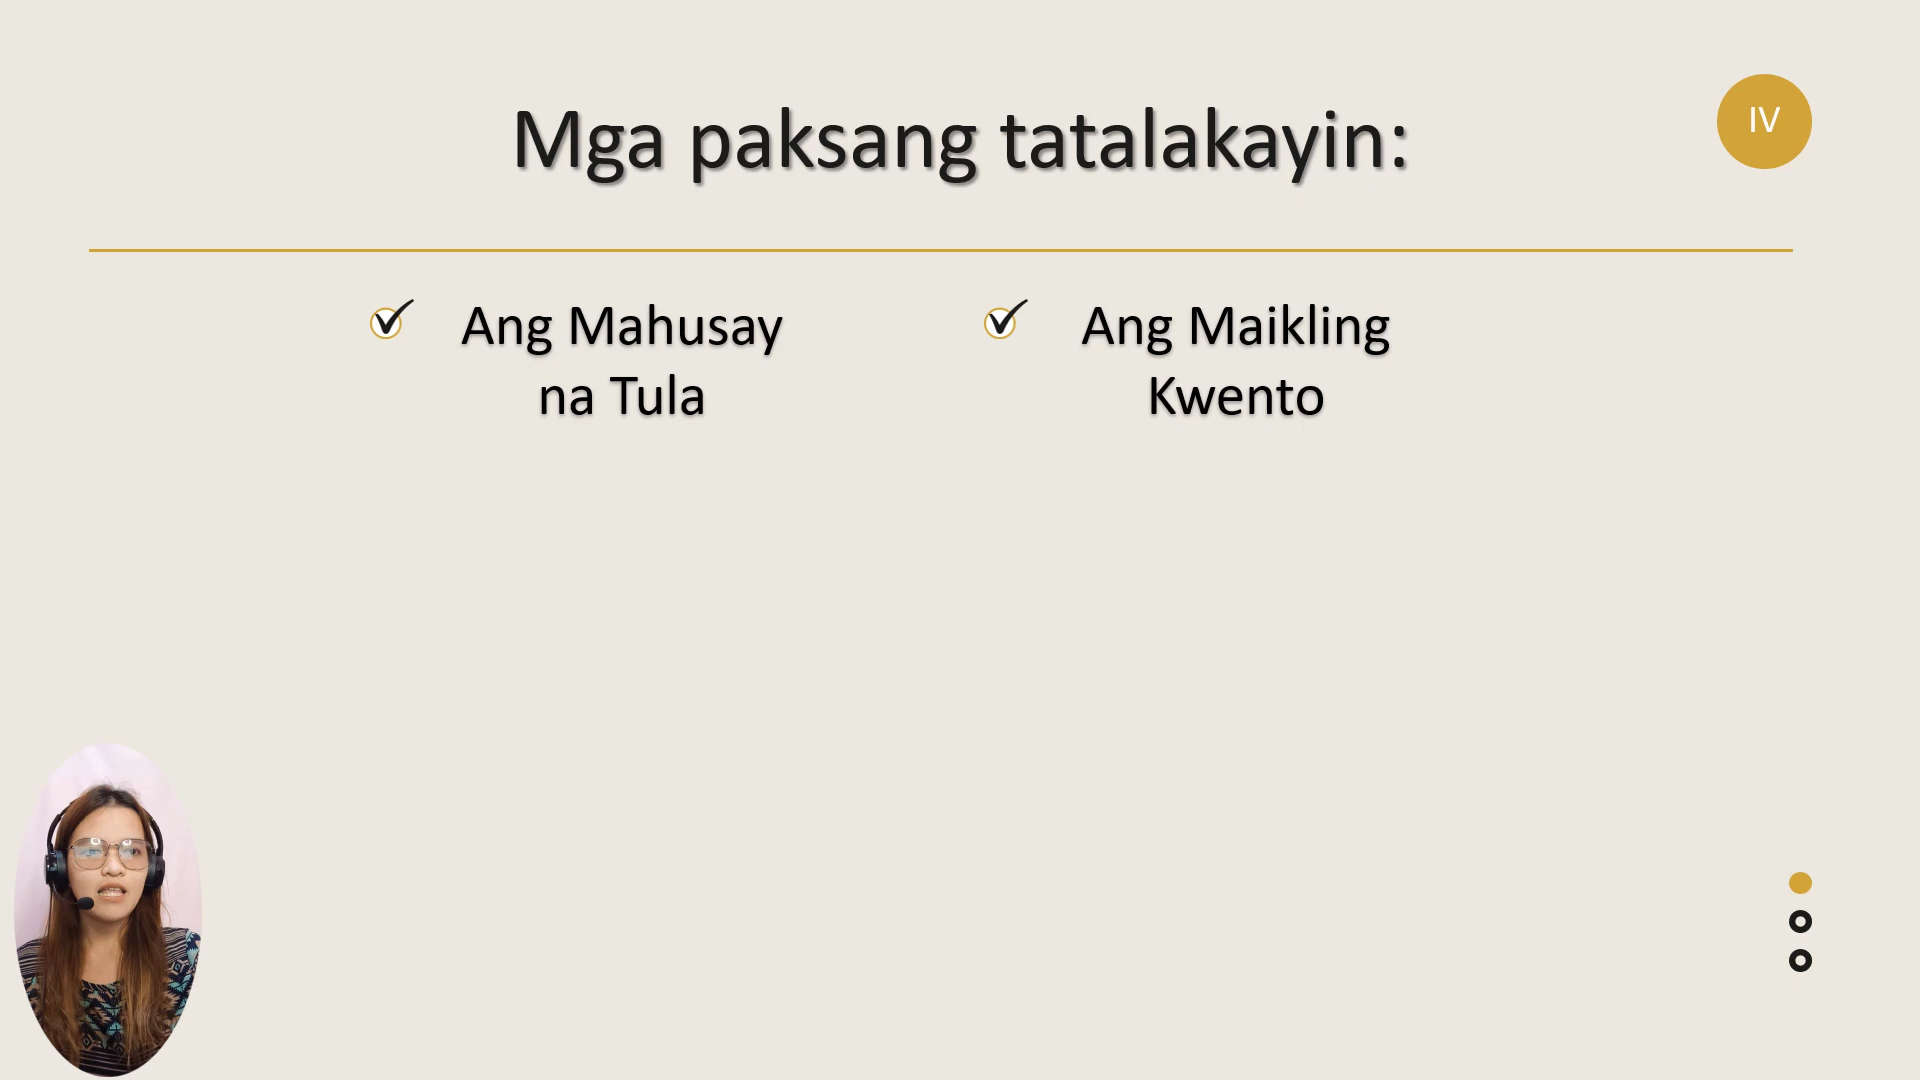 Mga paksang tatalakayin:
IV
Ang Mahusay
na Tula
Ang Maikling
Kwento